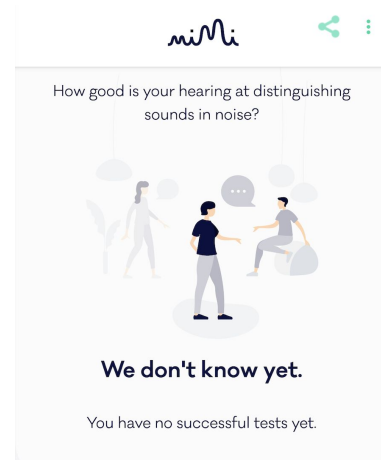 mimi
How good is your hearing at distinguishing
sounds in noise?
We don't know yet.
You have no successful tests yet.